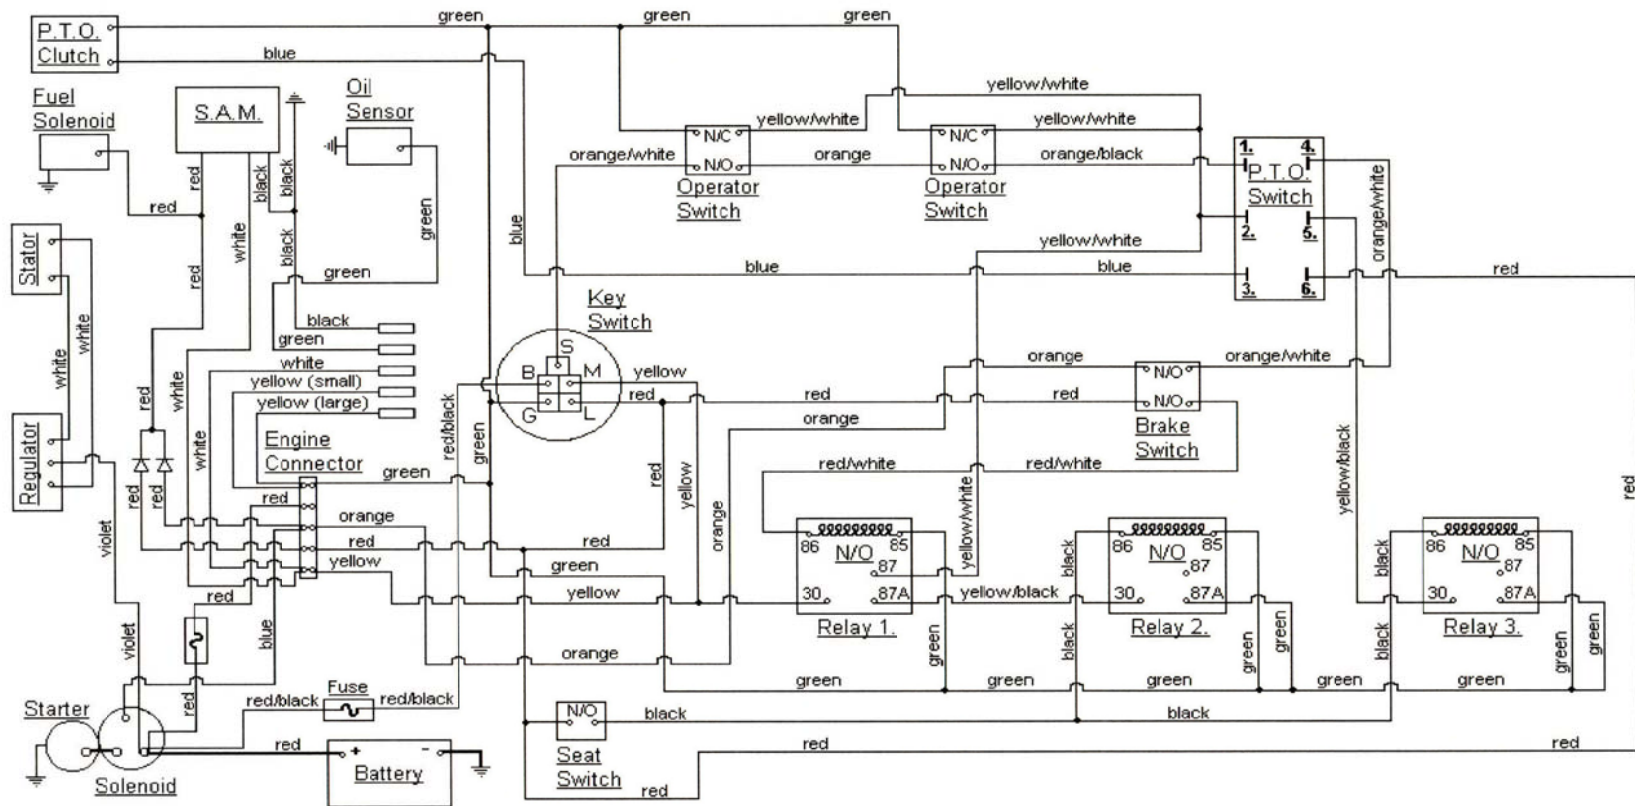 green
green
green
P.T.O.
Clutch
blue
Fuel
Solenoid
S.A.M.
Oil
Sensor
yellow/white
N/C
yellow/white
N/C
yellow/white
orange/white
N/O
orange
N/O
orange/black
Operator
Switch
Operator
Switch
1.
4.
P.T.O.
Switch
2.
5.
3.
6.
orange/white
red
black
black
red
green
white
black
red
blue
yellow/white
green
blue
blue
red
Stator
white
white
Regulator
Key
Switch
black
green
white
yellow (small)
yellow (large)
S
B
M
G
L
yellow
red
red
red
orange
N/O
orange/white
N/O
Brake
Switch
orange
red/white
red/white
red
white
white
red/black
green
Engine
Connector
red
red
green
red
orange
red
red
green
yellow
yellow
red
yellow
orange
yellow/white
yellow/black
red
86
85
N/O
87
30
87A
Relay 1.
yellow/black
black
86
85
N/O
87
30
87A
Relay 2.
black
86
85
N/O
87
30
87A
Relay 3.
violet
red
violet
blue
orange
black
green
green
green
black
green
green
green
green
green
green
red
red/black
Fuse
red/black
N/O
black
black
Seat
Switch
Starter
Solenoid
red
+
-
Battery
red
red
red